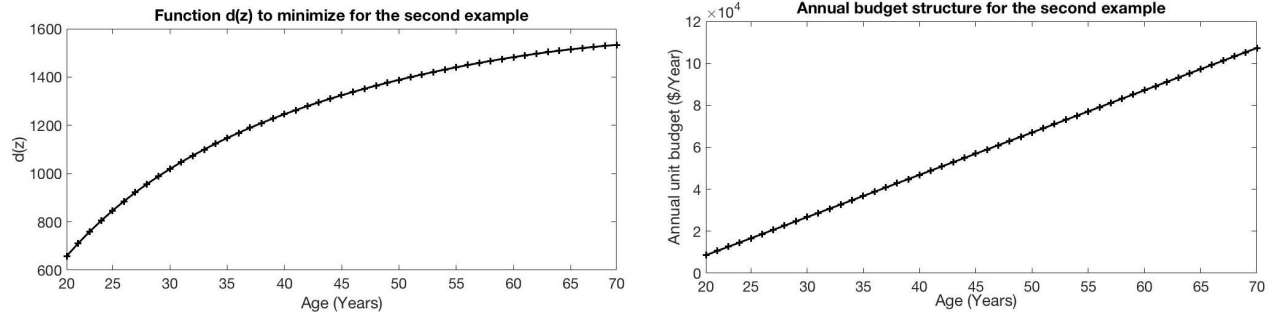 Function d(z) to minimize for the second example
1600
1400
1200
1000
800
600
d(z)
20 25 30 35 40 45 50 55 60 65 70
Age (Years)
Annual budget structure for the second example
×10⁴
12
10
8
6
4
2
0
Annual unit budget ($/Year)
20 25 30 35 40 45 50 55 60 65 70
Age (Years)